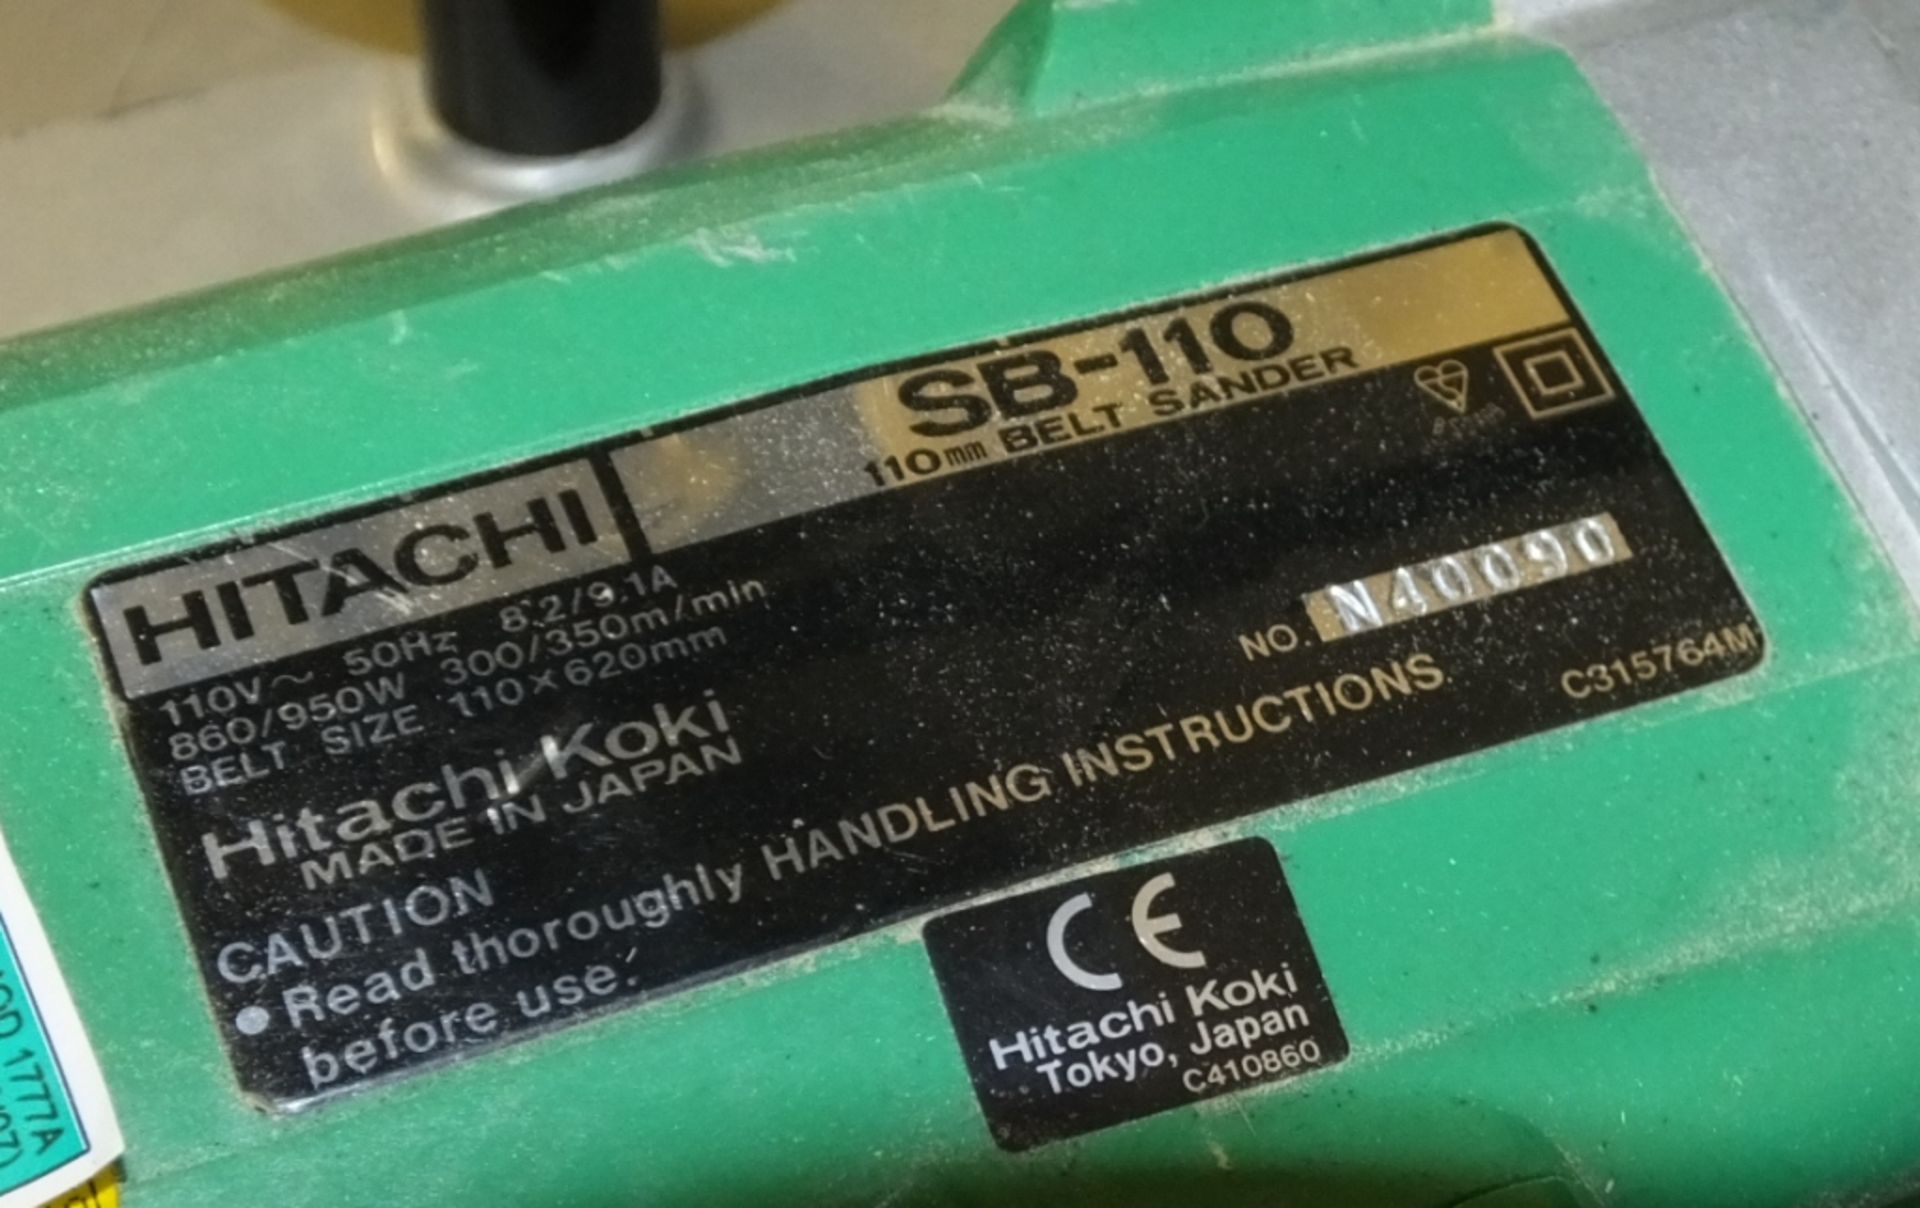 HITACHI
SB-110
110mm BELT SANDER
110V~ 50Hz 8.2/9.1A
860/950W 300/350m/min
BELT SIZE 110×620mm
Hitachi Koki
MADE IN JAPAN
NO. N40090
C315764M
CAUTION
● Read thoroughly HANDLING INSTRUCTIONS
before use.
CE
Hitachi Koki
Tokyo, Japan
C410860
1777A